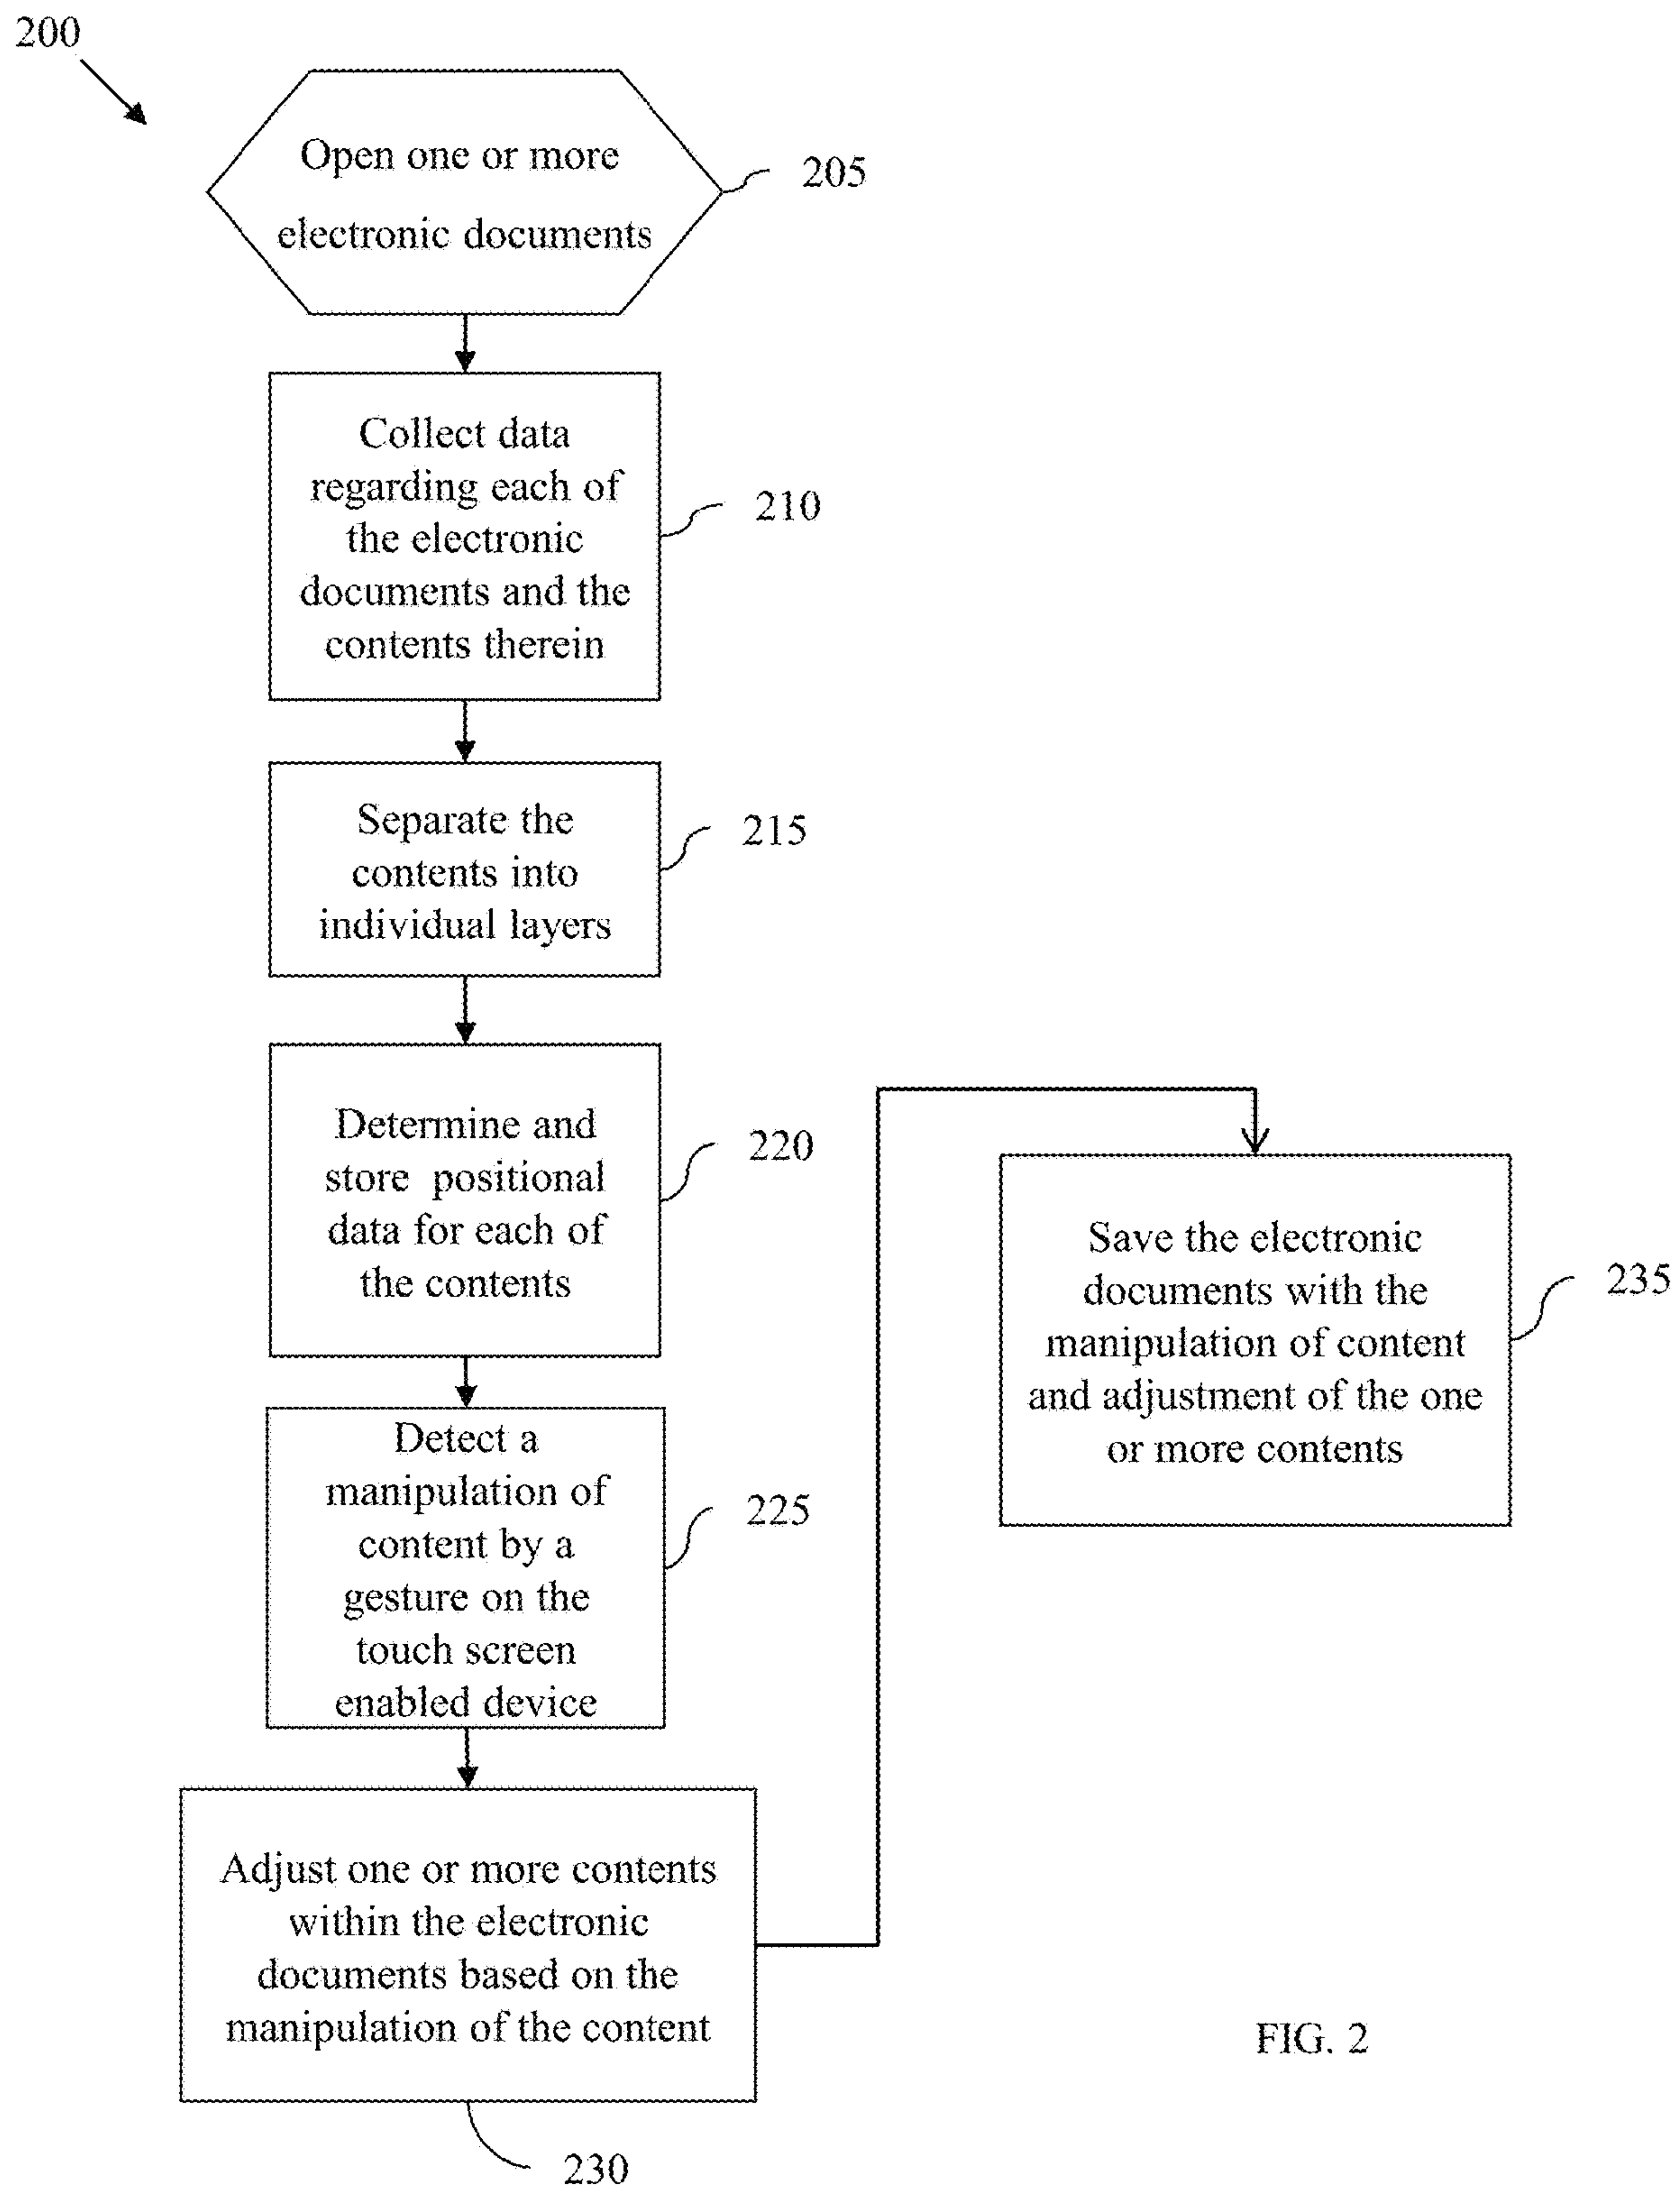 200
Open one or more
electronic documents
205
Collect data
regarding each of
the electronic
documents and the
contents therein
210
Separate the
contents into
individual layers
215
Determine and
store positional
data for each of
the contents
220
Detect a
manipulation of
content by a
gesture on the
touch screen
enabled device
225
Adjust one or more contents
within the electronic
documents based on the
manipulation of the content
230
Save the electronic
documents with the
manipulation of content
and adjustment of the one
or more contents
235
FIG. 2